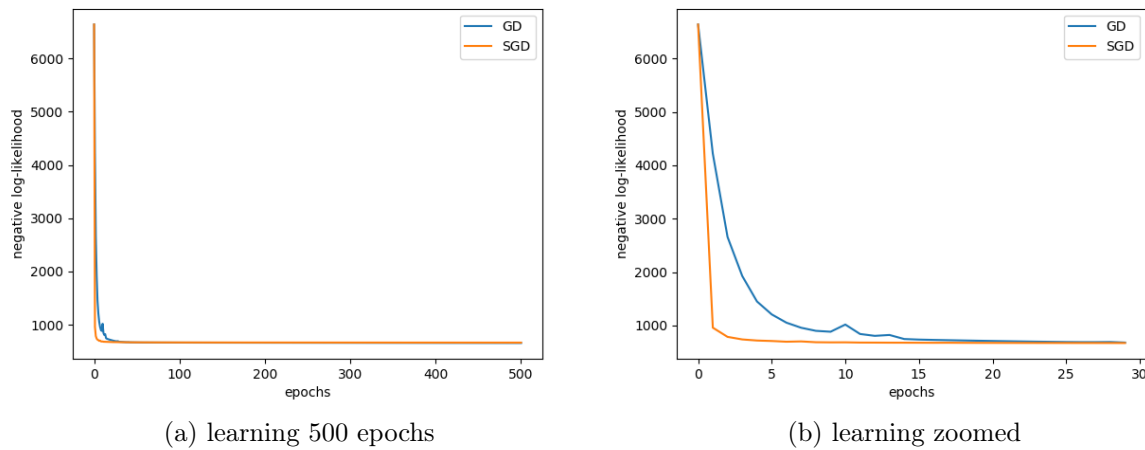 GD
SGD
6000
5000
4000
3000
2000
1000
negative log-likelihood
0
100
200
300
400
500
epochs
(a) learning 500 epochs
GD
SGD
6000
5000
4000
3000
2000
1000
negative log-likelihood
0
5
10
15
20
25
30
epochs
(b) learning zoomed